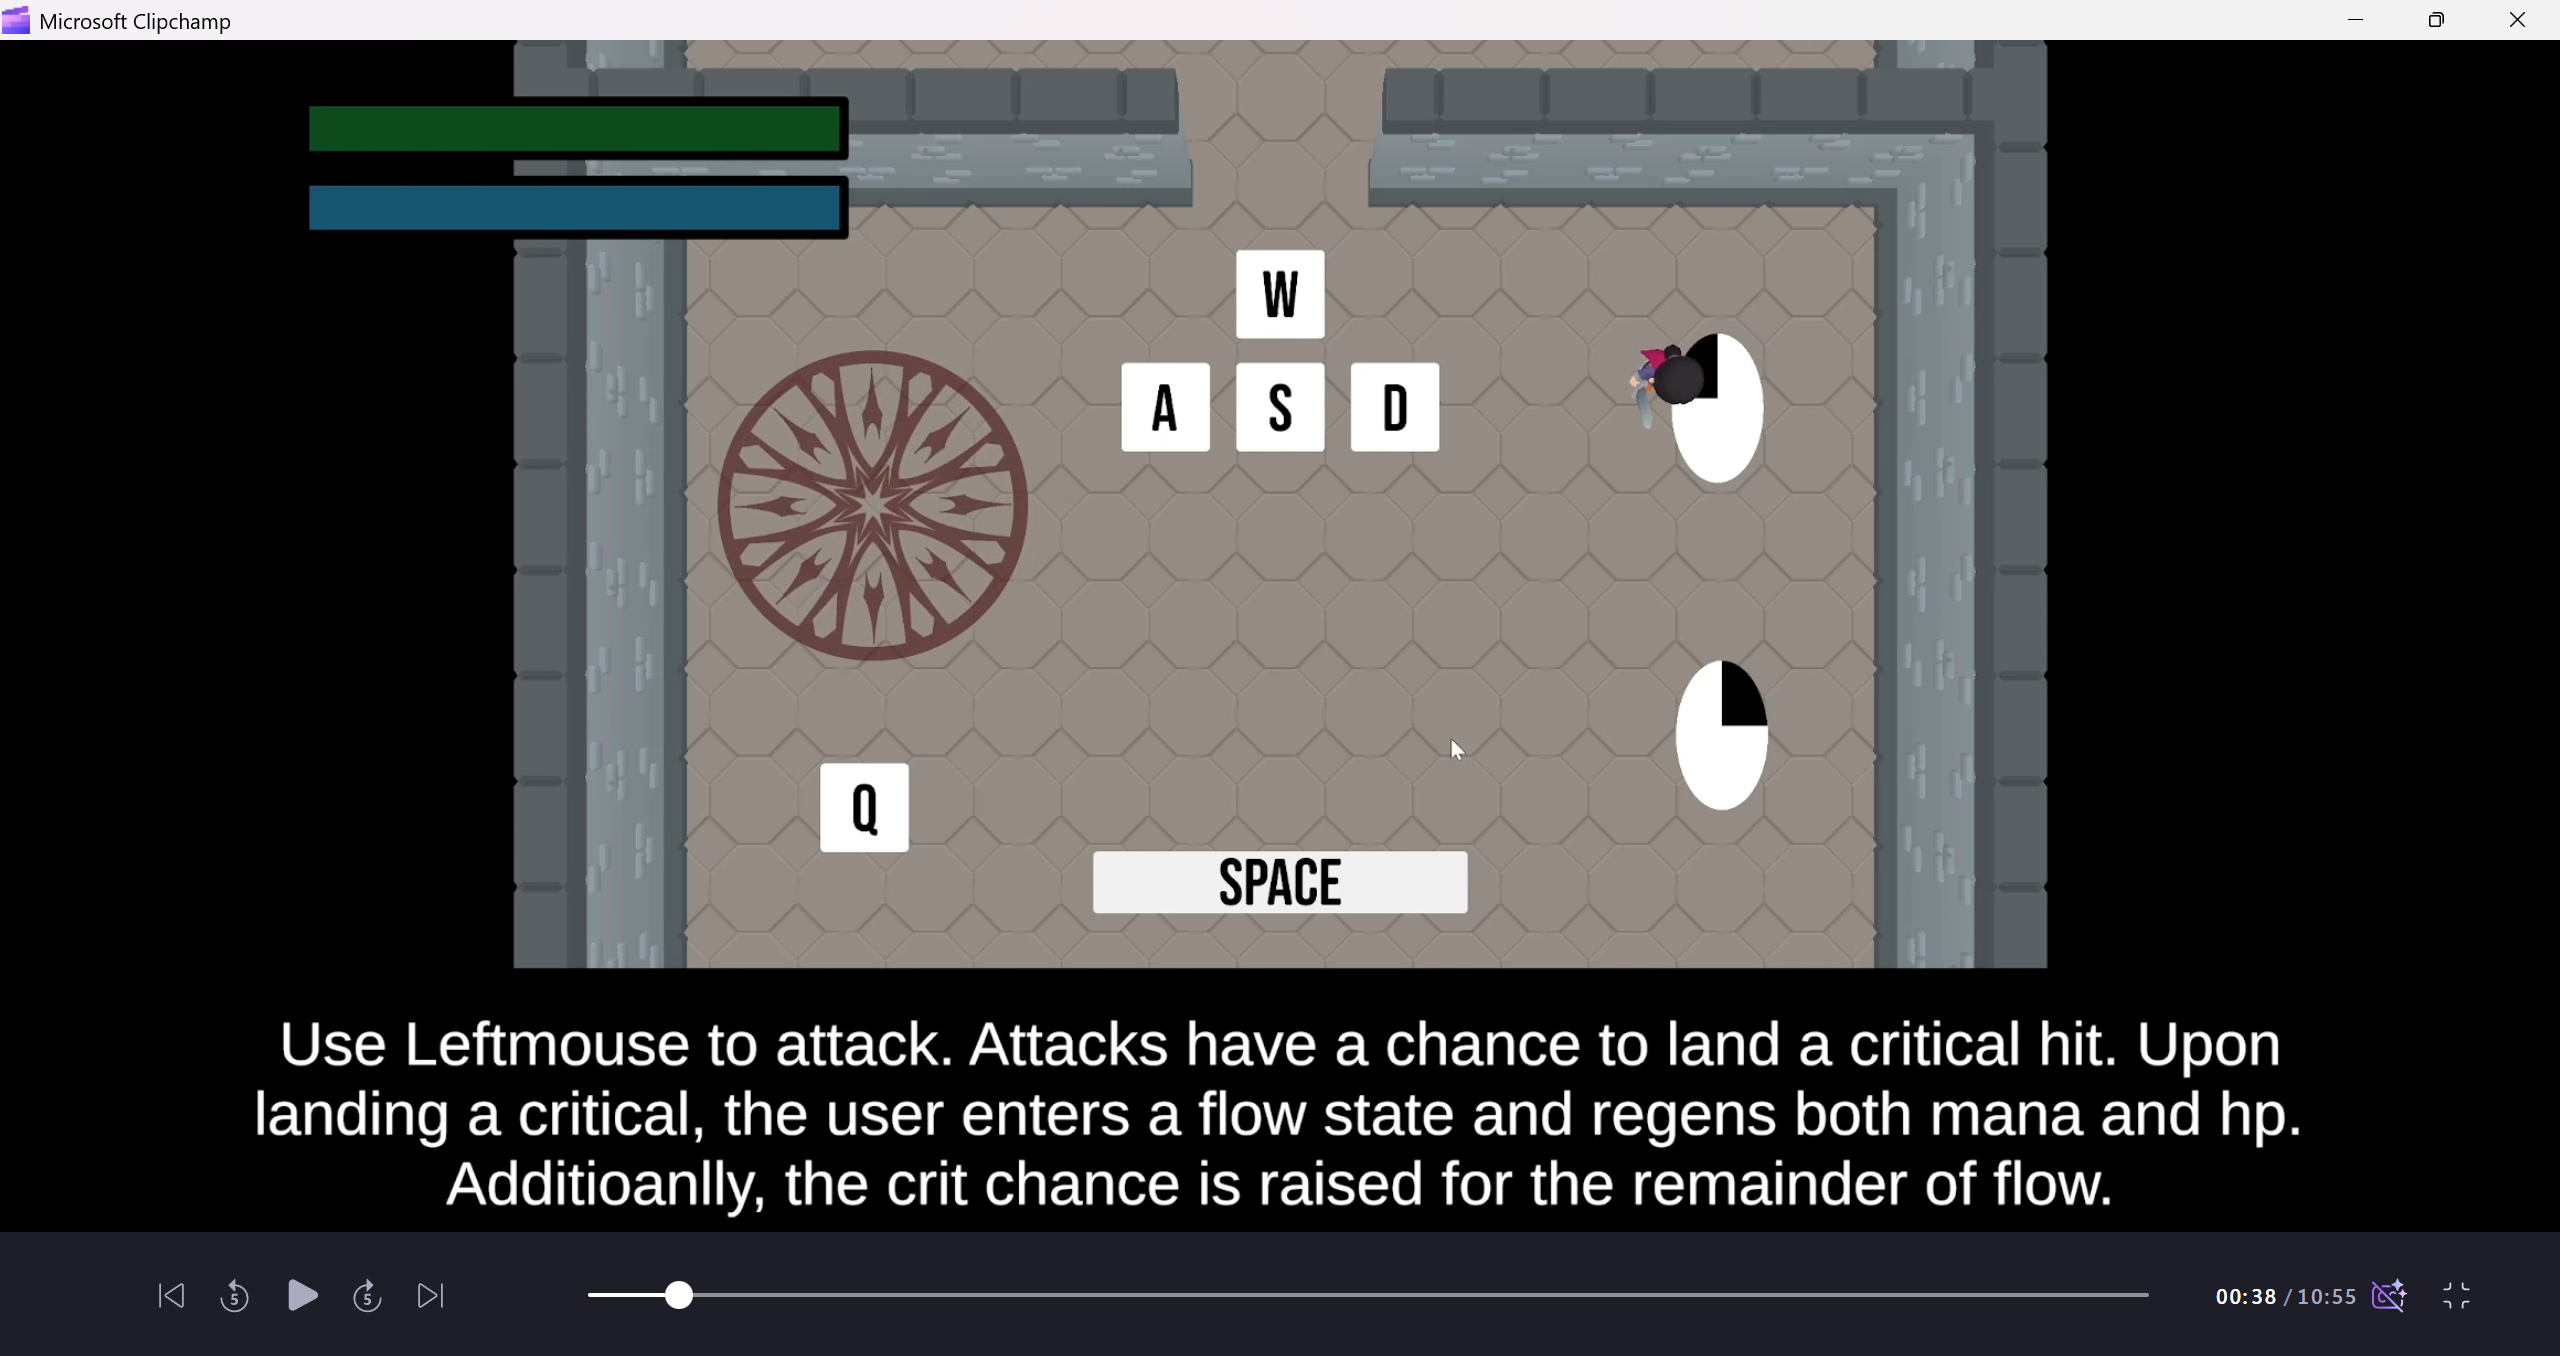 Microsoft Clipchamp
W
A S D
Q
SPACE
Use Leftmouse to attack. Attacks have a chance to land a critical hit. Upon
landing a critical, the user enters a flow state and regens both mana and hp.
Additioanlly, the crit chance is raised for the remainder of flow.
5 5 00:38 / 10:55